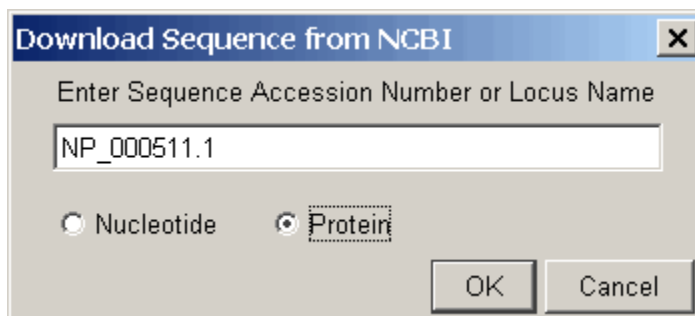 Download Sequence from NCBI
Enter Sequence Accession Number or Locus Name
NP_000511.1
Nucleotide Protein
OK Cancel